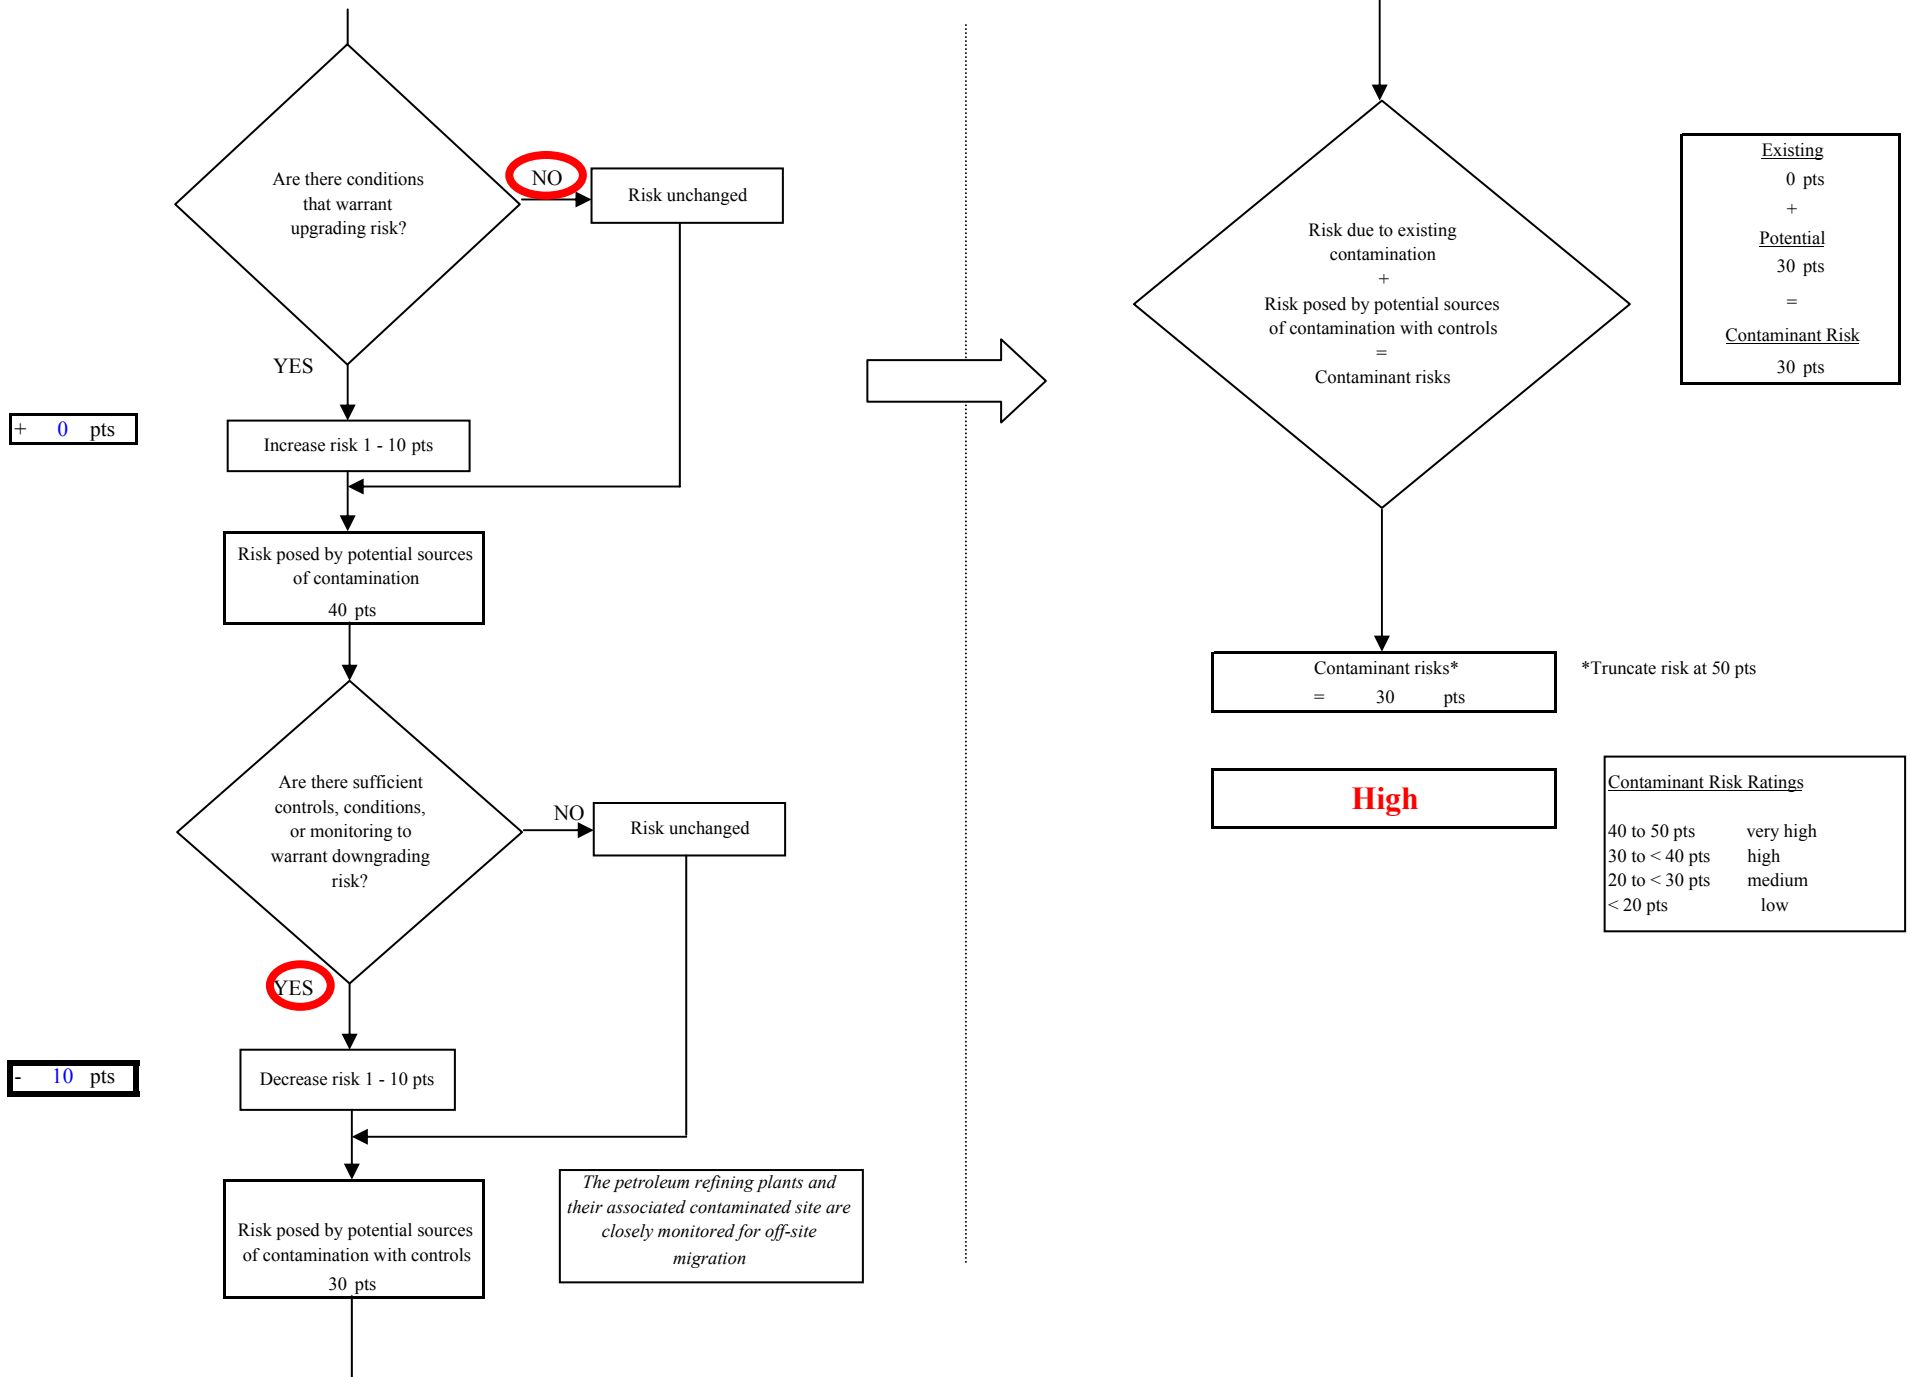 Are there conditions
that warrant
upgrading risk?
NO
Risk unchanged
YES
+ 0 pts
Increase risk 1 - 10 pts
Risk posed by potential sources
of contamination
40 pts
Are there sufficient
controls, conditions,
or monitoring to
warrant downgrading
risk?
NO
Risk unchanged
YES
- 10 pts
Decrease risk 1 - 10 pts
Risk posed by potential sources
of contamination with controls
30 pts
The petroleum refining plants and
their associated contaminated site are
closely monitored for off-site
migration
Risk due to existing
contamination
+
Risk posed by potential sources
of contamination with controls
=
Contaminant risks
Existing
0 pts
+
Potential
30 pts
=
Contaminant Risk
30 pts
Contaminant risks*
= 30 pts
*Truncate risk at 50 pts
High
Contaminant Risk Ratings
40 to 50 pts very high
30 to < 40 pts high
20 to < 30 pts medium
< 20 pts low